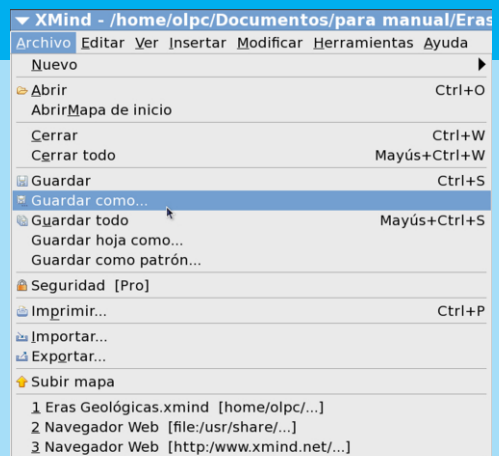 XMind - /home/olpc/Documentos/para manual/Eras
Archivo Editar Ver Insertar Modificar Herramientas Ayuda
Nuevo
Abrir Ctrl+O
AbrirMapa de inicio
Cerrar Ctrl+W
Cerrar todo Mayús+Ctrl+W
Guardar Ctrl+S
Guardar como...
Guardar todo Mayús+Ctrl+S
Guardar hoja como...
Guardar como patrón...
Seguridad [Pro]
Imprimir... Ctrl+P
Importar...
Exportar...
Subir mapa
1 Eras Geológicas.xmind [home/olpc/...]
2 Navegador Web [file:/usr/share/...]
3 Navegador Web [http:/www.xmind.net/...]